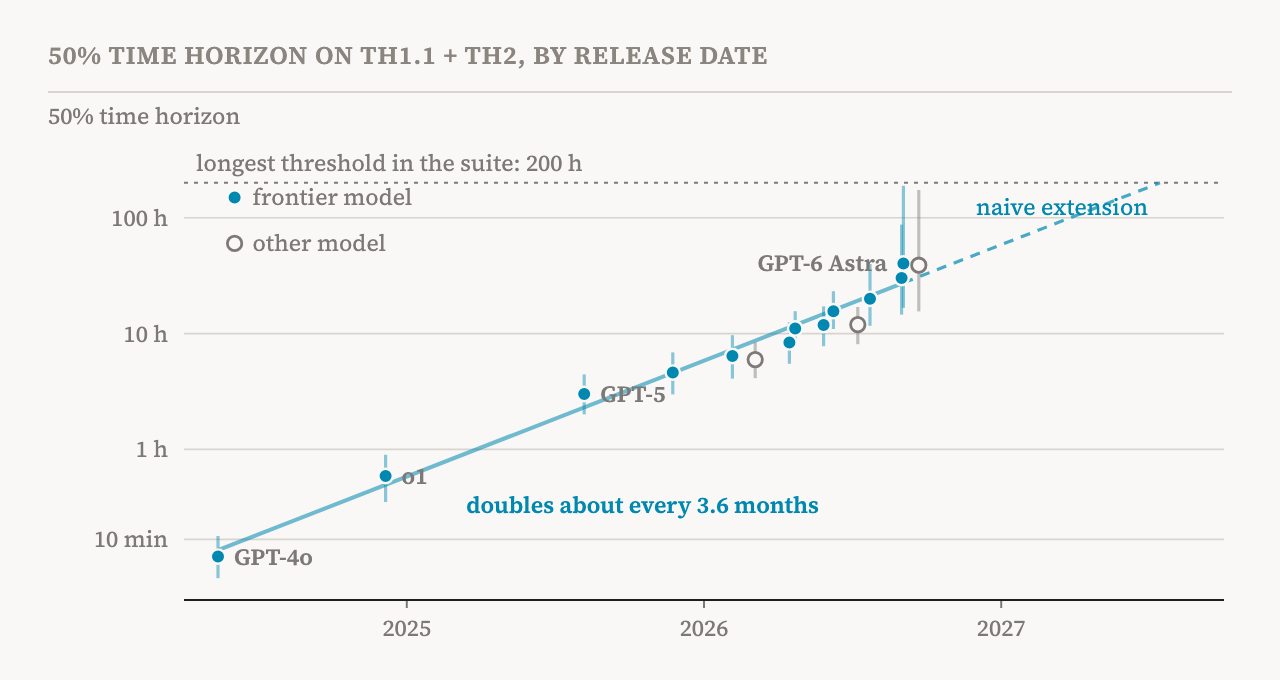 50% TIME HORIZON ON TH1.1 + TH2, BY RELEASE DATE
50% time horizon
longest threshold in the suite: 200 h
frontier model
other model
naive extension
100 h
GPT-6 Astra
10 h
GPT-5
1 h
o1
doubles about every 3.6 months
10 min
GPT-4o
2025
2026
2027